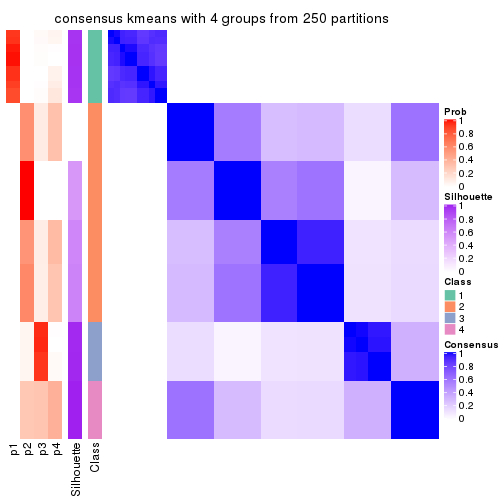 consensus kmeans with 4 groups from 250 partitions
Prob
1
0.8
0.6
0.4
0.2
0
Silhouette
1
0.8
0.6
0.4
0.2
0
Class
1
2
3
4
Consensus
1
0.8
0.6
0.4
0.2
0
p1
p2
p3
p4
Silhouette
Class